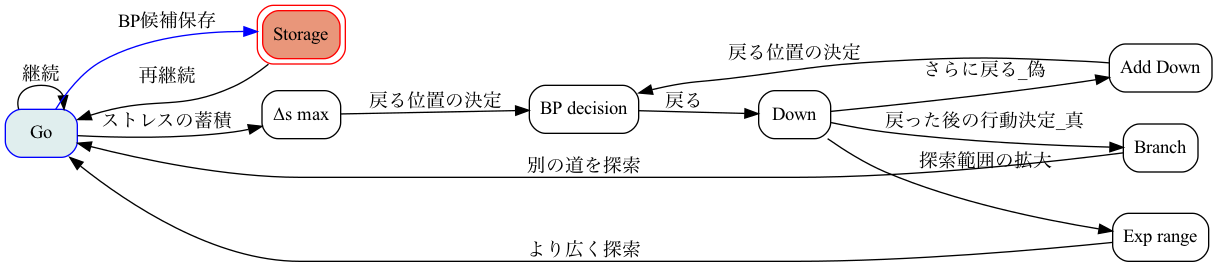 BP候補保存
Storage
継続
再継続
Go
ストレスの蓄積
Δs max
戻る位置の決定
BP decision
戻る
Down
戻る位置の決定
さらに戻る_偽
Add Down
戻った後の行動決定_真
Branch
別の道を探索
探索範囲の拡大
Exp range
より広く探索